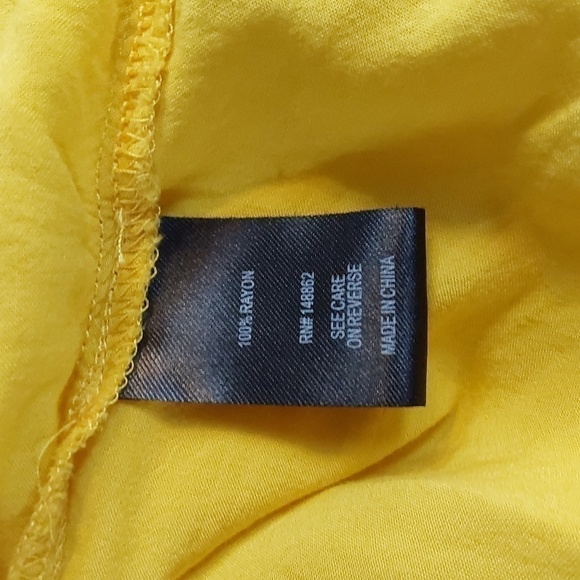 100% RAYON
RN# 148862
SEE CARE
ON REVERSE
MADE IN CHINA